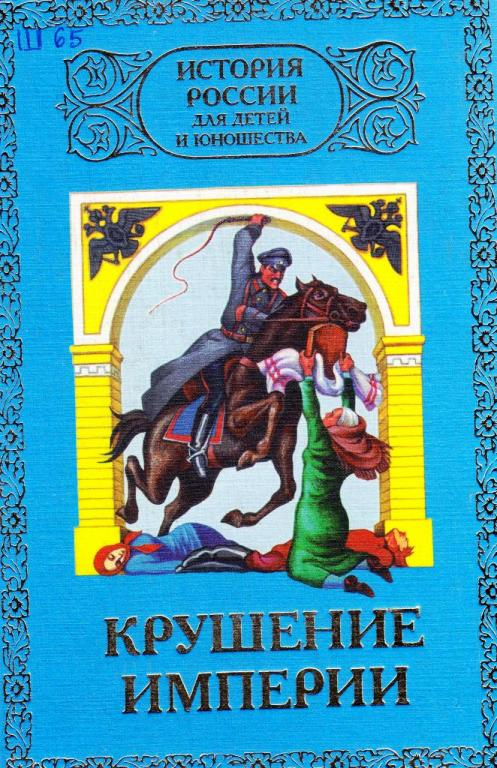 Ш 65
ИСТОРИЯ
РОССИИ
ДЛЯ ДЕТЕЙ
И ЮНОШЕСТВА
КРУШЕНИЕ
ИМПЕРИИ